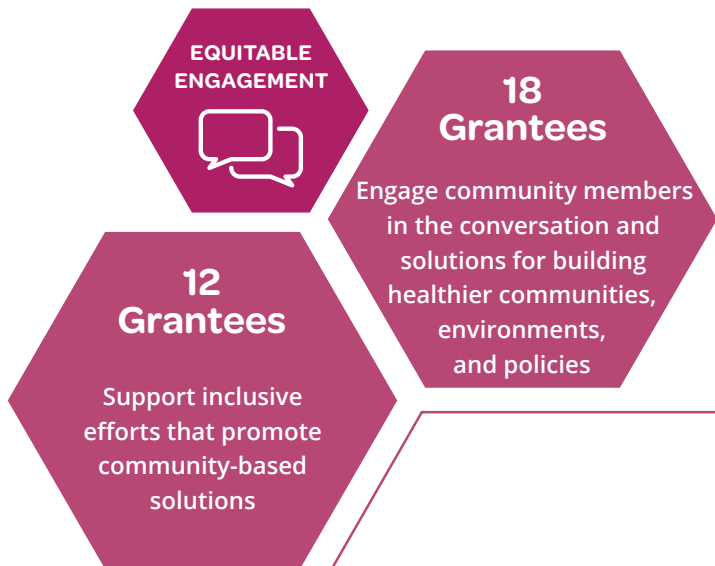 EQUITABLE
ENGAGEMENT
18
Grantees
Engage community members
in the conversation and
solutions for building
healthier communities,
environments,
and policies
12
Grantees
Support inclusive
efforts that promote
community-based
solutions